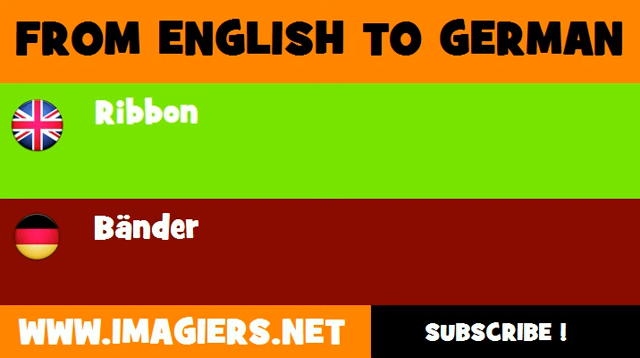 FROM ENGLISH TO GERMAN
Ribbon
Bänder
WWW.IMAGIERS.NET
SUBSCRIBE !